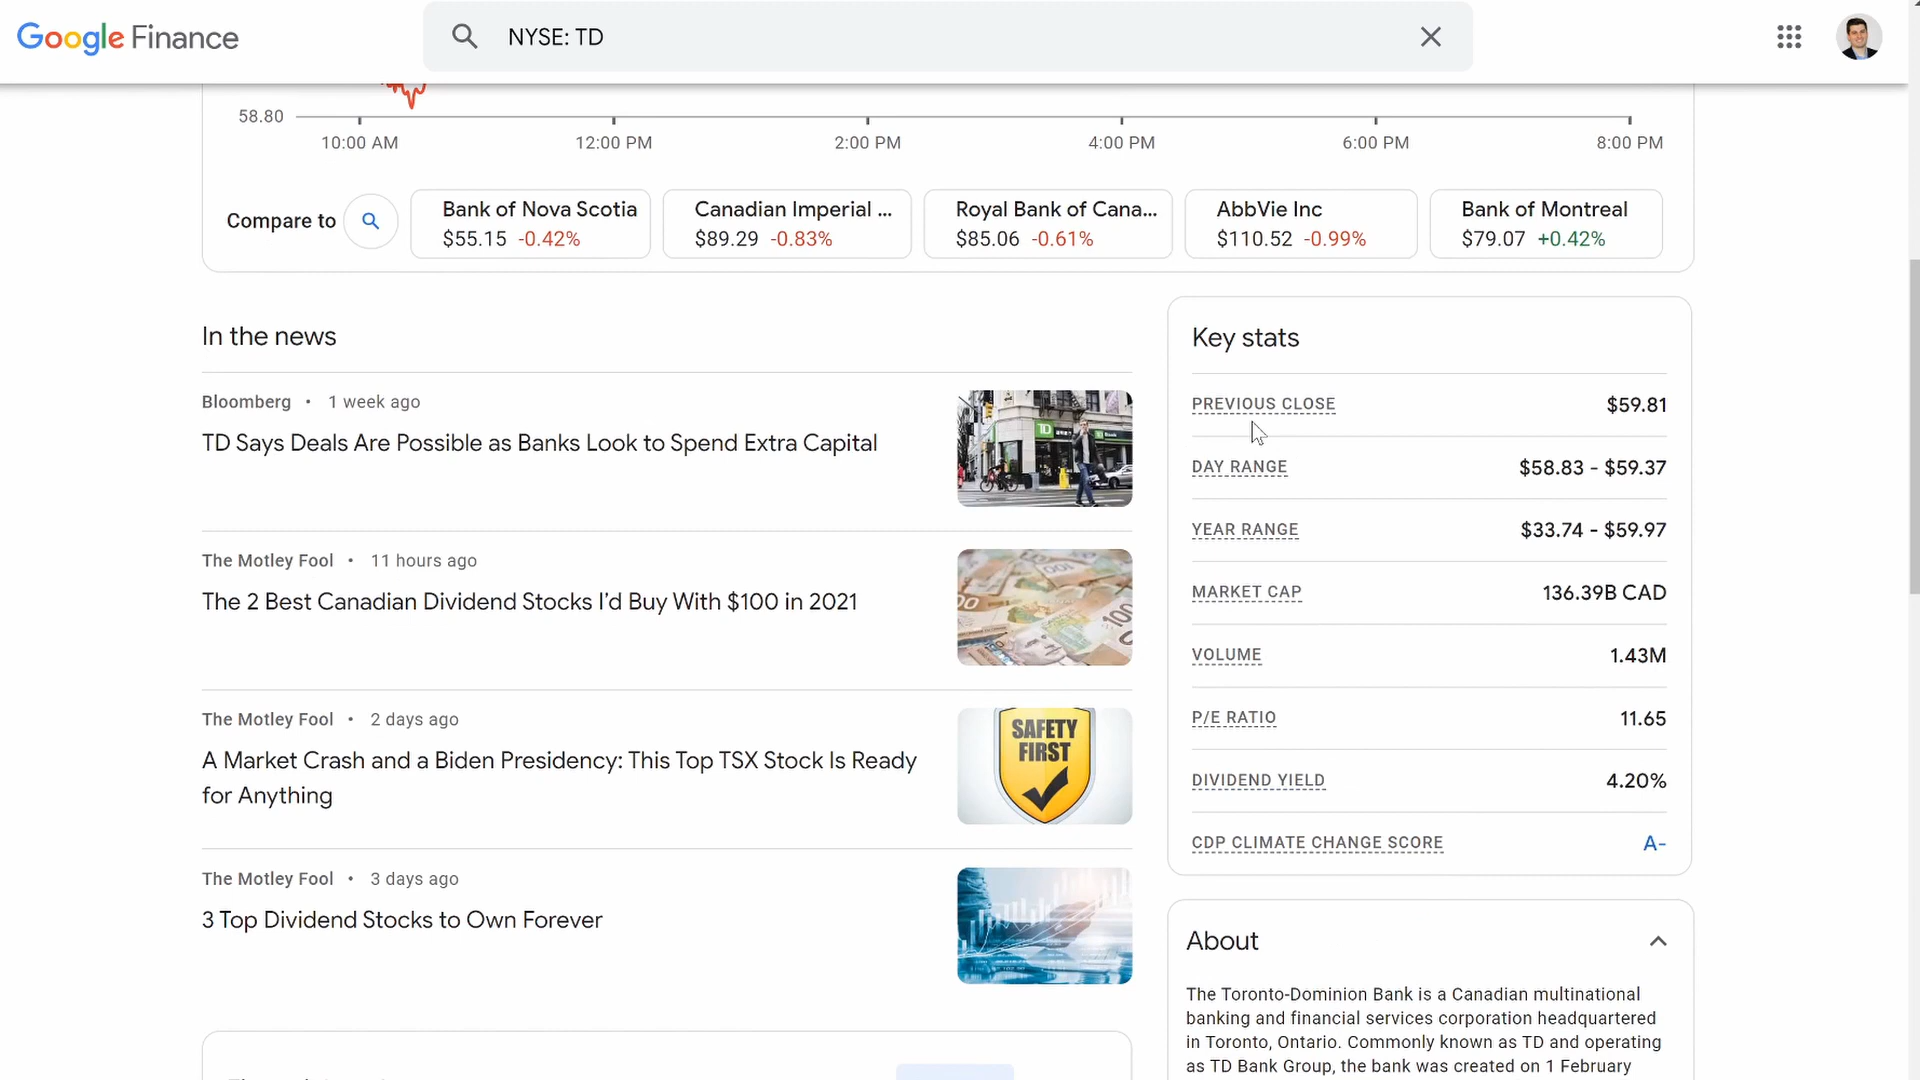 Google Finance
NYSE: TD
58.80
10:00 AM 12:00 PM 2:00 PM 4:00 PM 6:00 PM 8:00 PM
Compare to
Bank of Nova Scotia
$55.15 -0.42%
Canadian Imperial ...
$89.29 -0.83%
Royal Bank of Cana...
$85.06 -0.61%
AbbVie Inc
$110.52 -0.99%
Bank of Montreal
$79.07 +0.42%
In the news
Bloomberg • 1 week ago
TD Says Deals Are Possible as Banks Look to Spend Extra Capital
TD
The Motley Fool • 11 hours ago
The 2 Best Canadian Dividend Stocks I'd Buy With $100 in 2021
100
The Motley Fool • 2 days ago
A Market Crash and a Biden Presidency: This Top TSX Stock Is Ready
for Anything
SAFETY
FIRST
The Motley Fool • 3 days ago
3 Top Dividend Stocks to Own Forever
Key stats
PREVIOUS CLOSE $59.81
DAY RANGE $58.83 - $59.37
YEAR RANGE $33.74 - $59.97
MARKET CAP 136.39B CAD
VOLUME 1.43M
P/E RATIO 11.65
DIVIDEND YIELD 4.20%
CDP CLIMATE CHANGE SCORE A-
About
The Toronto-Dominion Bank is a Canadian multinational
banking and financial services corporation headquartered
in Toronto, Ontario. Commonly known as TD and operating
as TD Bank Group, the bank was created on 1 February